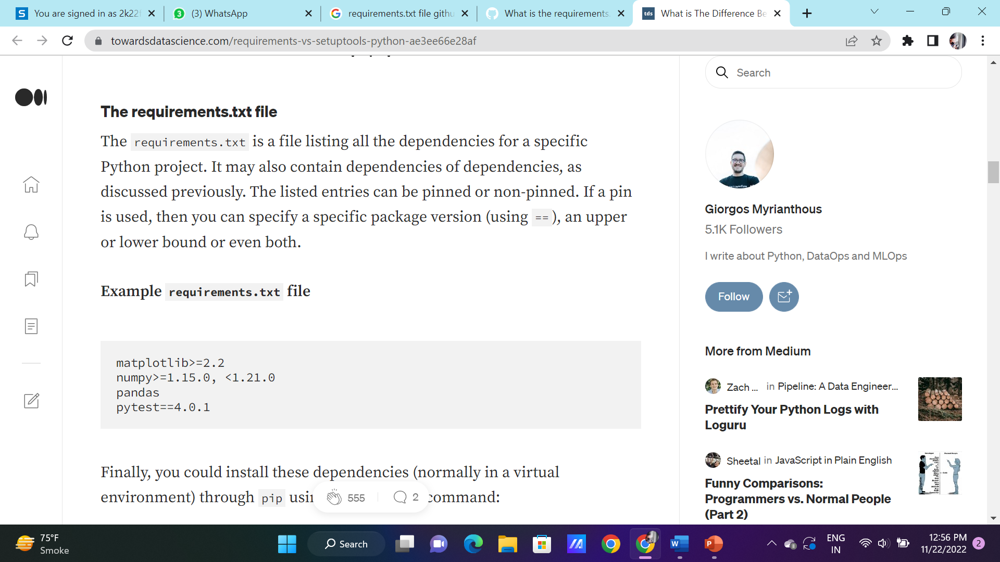 You are signed in as 2k22
(3) WhatsApp
requirements.txt file githu
What is the requirements.
tds
What is The Difference Be
towardsdatascience.com/requirements-vs-setuptools-python-ae3ee66e28af
Search
The requirements.txt file
The requirements.txt is a file listing all the dependencies for a specific
Python project. It may also contain dependencies of dependencies, as
discussed previously. The listed entries can be pinned or non-pinned. If a pin
is used, then you can specify a specific package version (using == ), an upper
or lower bound or even both.
Example requirements.txt file
matplotlib>=2.2
numpy>=1.15.0, <1.21.0
pandas
pytest==4.0.1
Finally, you could install these dependencies (normally in a virtual
environment) through pip usi
555
2
command:
Giorgos Myrianthous
5.1K Followers
I write about Python, DataOps and MLOps
Follow
More from Medium
Zach ... in Pipeline: A Data Engineer...
Prettify Your Python Logs with
Loguru
Sheetal in JavaScript in Plain English
Funny Comparisons:
Programmers vs. Normal People
(Part 2)
75°F
Smoke
Search
ENG
IN
12:56 PM
11/22/2022
2